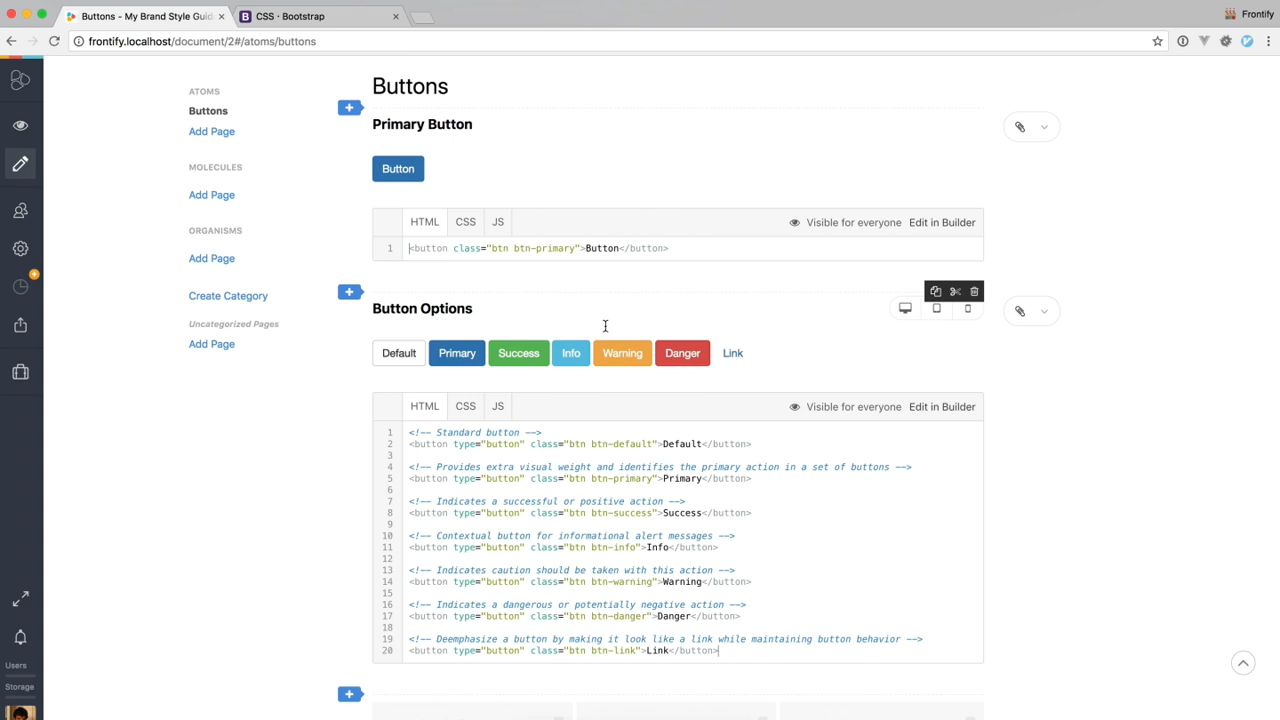 Buttons - My Brand Style Guid
CSS · Bootstrap
Frontify
frontify.localhost/document/2#/atoms/buttons
ATOMS
Buttons
Add Page
MOLECULES
Add Page
ORGANISMS
Add Page
Create Category
Uncategorized Pages
Add Page
Users
Storage
Buttons
Primary Button
Button
HTML CSS JS Visible for everyone Edit in Builder
1 <button class="btn btn-primary">Button</button>
Button Options
Default Primary Success Info Warning Danger Link
HTML CSS JS Visible for everyone Edit in Builder
1 <!-- Standard button -->
2 <button type="button" class="btn btn-default">Default</button>
3
4 <!-- Provides extra visual weight and identifies the primary action in a set of buttons -->
5 <button type="button" class="btn btn-primary">Primary</button>
6
7 <!-- Indicates a successful or positive action -->
8 <button type="button" class="btn btn-success">Success</button>
9
10 <!-- Contextual button for informational alert messages -->
11 <button type="button" class="btn btn-info">Info</button>
12
13 <!-- Indicates caution should be taken with this action -->
14 <button type="button" class="btn btn-warning">Warning</button>
15
16 <!-- Indicates a dangerous or potentially negative action -->
17 <button type="button" class="btn btn-danger">Danger</button>
18
19 <!-- Deemphasize a button by making it look like a link while maintaining button behavior -->
20 <button type="button" class="btn btn-link">Link</button>